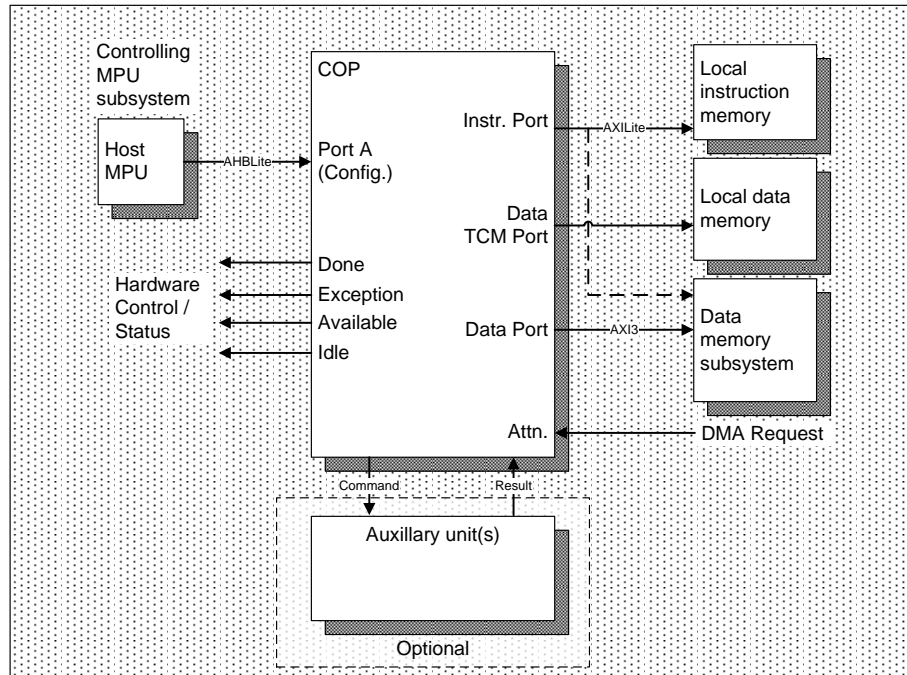 Controlling
MPU
subsystem
Host
MPU
AHBLite
COP
Port A
(Config.)
Instr. Port
AXILite
Local
instruction
memory
Data
TCM Port
Local data
memory
Hardware
Control /
Status
Done
Exception
Available
Idle
Data Port
AXI3
Data
memory
subsystem
Attn.
DMA Request
Command
Result
Auxillary unit(s)
Optional